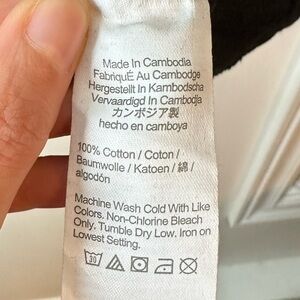 Made In Cambodia
FabriquÉ Au Cambodge
Hergestellt In Kambodscha
Vervaardigd In Cambodja
カンボジア製
hecho en camboya
100% Cotton / Coton /
Baumwolle / Katoen / 綿 /
algodón
Machine Wash Cold With Like
Colors. Non-Chlorine Bleach
Only. Tumble Dry Low. Iron on
Lowest Setting.
30